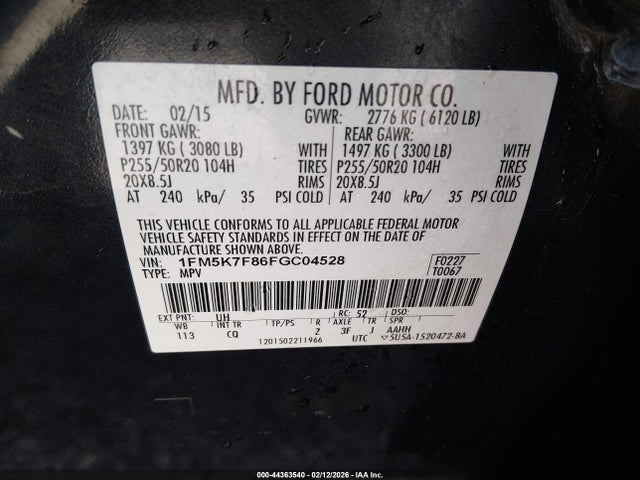 MFD. BY FORD MOTOR CO.
DATE: 02/15 GVWR: 2776 KG ( 6120 LB)
FRONT GAWR: REAR GAWR:
1397 KG ( 3080 LB) WITH 1497 KG ( 3300 LB) WITH
P255/50R20 104H TIRES P255/50R20 104H TIRES
20X8.5J RIMS 20X8.5J RIMS
AT 240 kPa/ 35 PSI COLD AT 240 kPa/ 35 PSI COLD
THIS VEHICLE CONFORMS TO ALL APPLICABLE FEDERAL MOTOR
VEHICLE SAFETY STANDARDS IN EFFECT ON THE DATE OF
MANUFACTURE SHOWN ABOVE.
VIN: 1FM5K7F86FGC04528 F0227
TYPE: MPV T0067
EXT PNT: UH RC: 52 DSO:
WB INT TR TP/PS R AXLE TR SPR
113 CQ Z 3F J AAHH
1201502211966 UTC ▽5U5A-1520472-BA
000-44363540 - 02/12/2026 - IAA Inc.